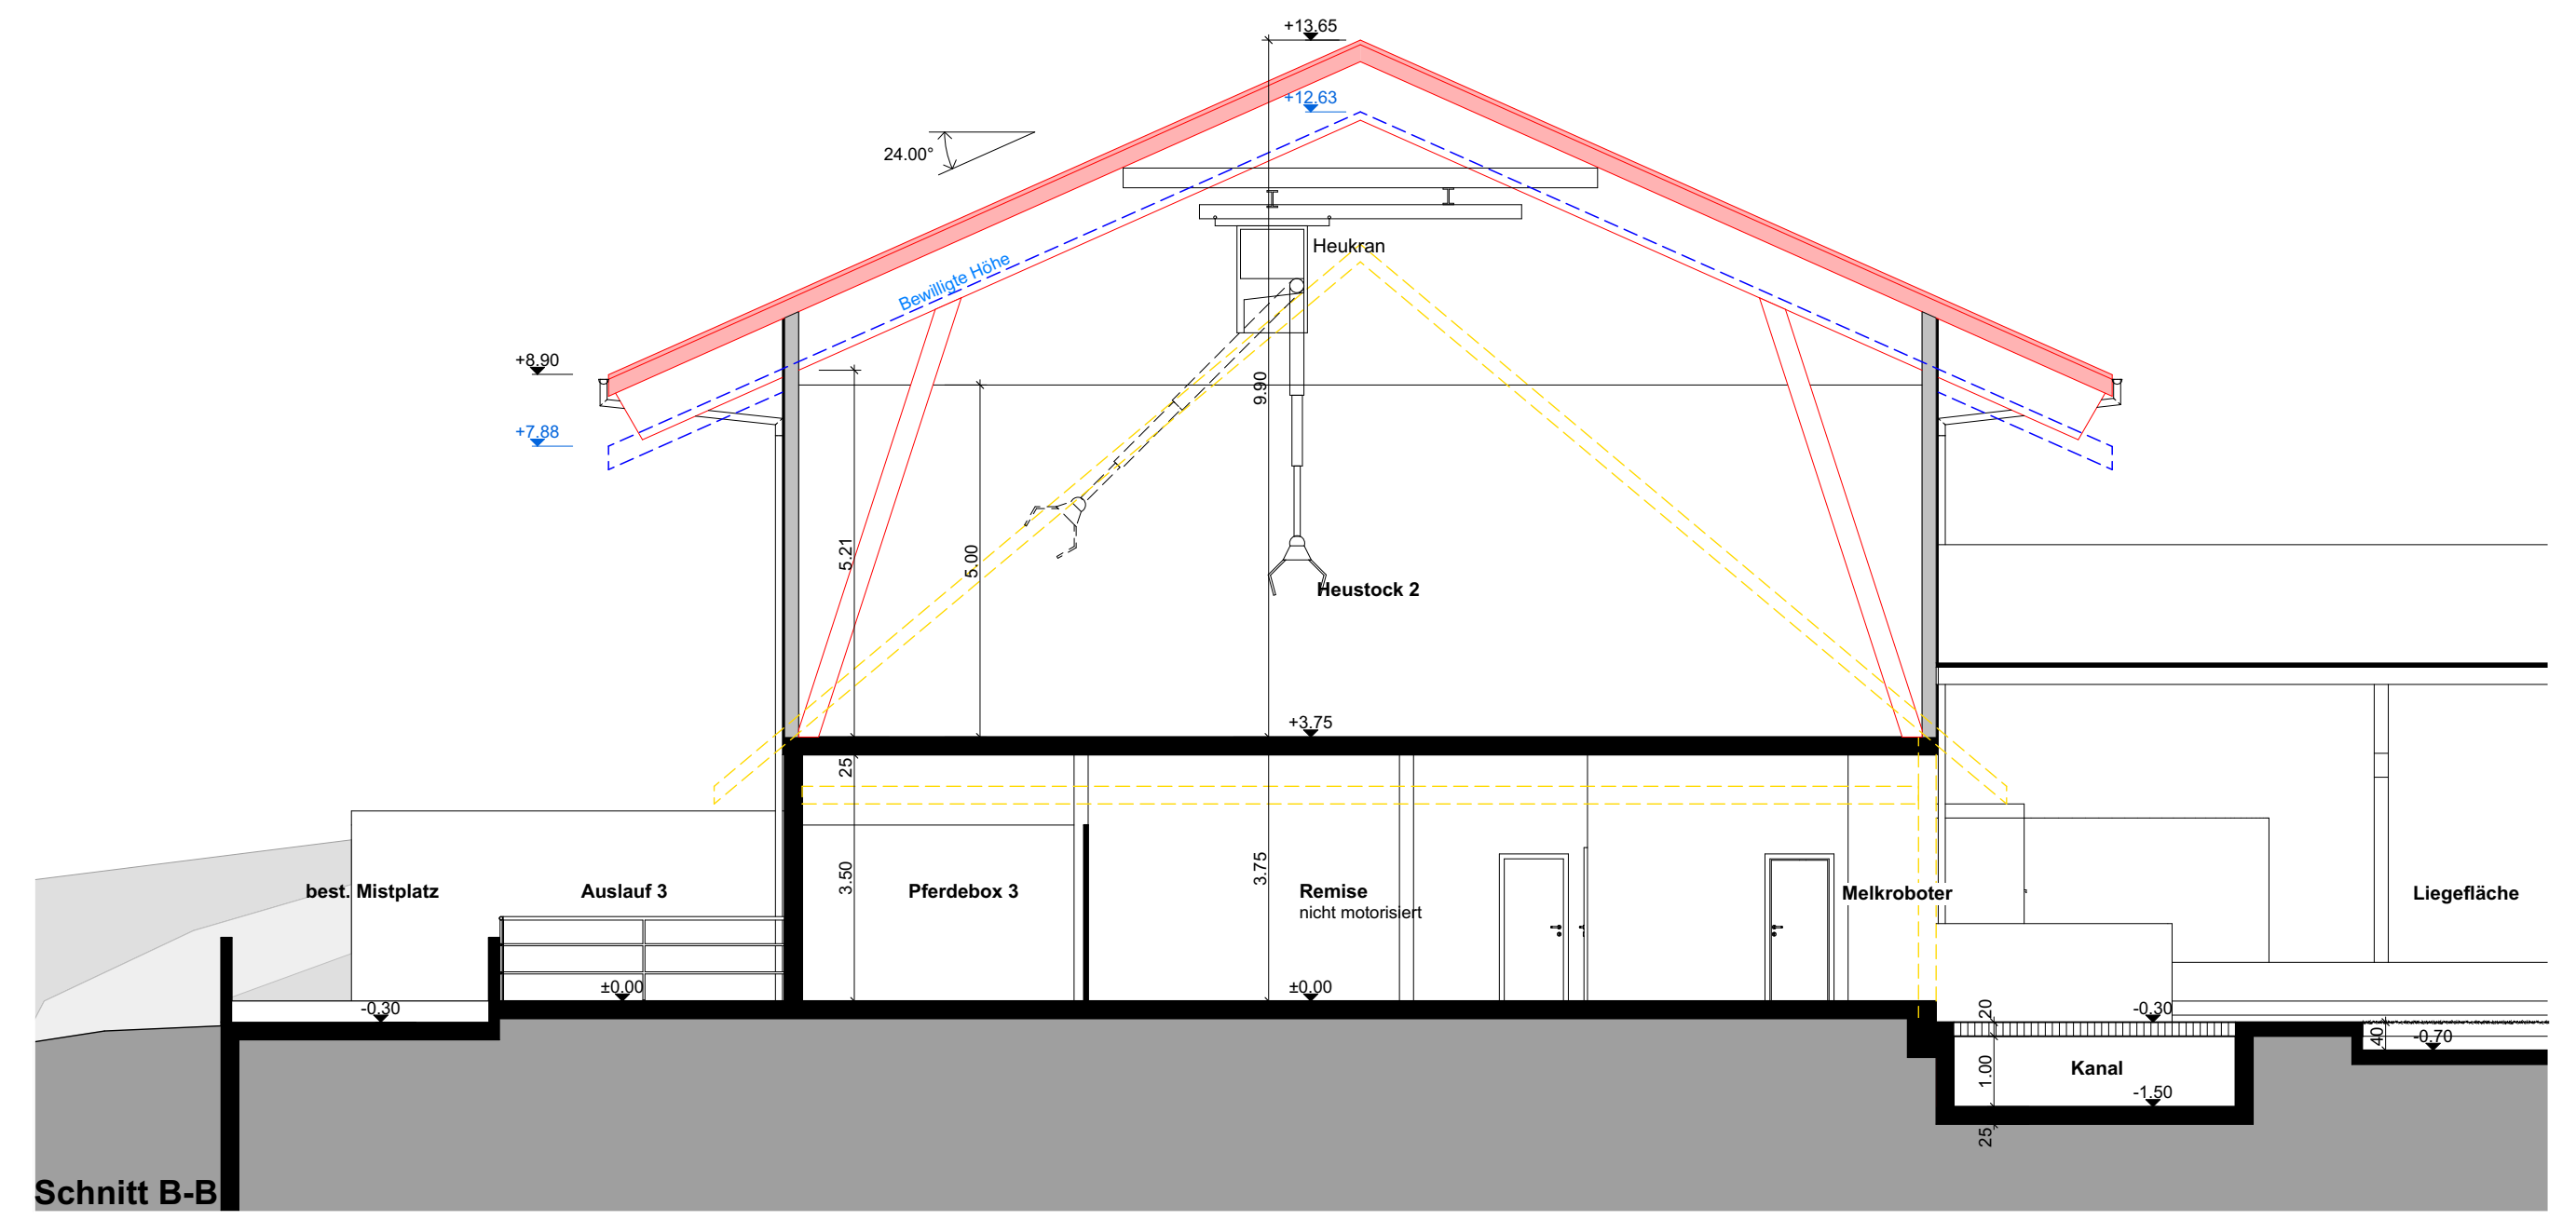 +13.65
+12.63
24.00°
Heukran
Bewilligte Höhe
+8.90
9.90
+7.88
5.21
5.00
Heustock 2
+3.75
25
3.50
3.75
best. Mistplatz
Auslauf 3
Pferdebox 3
Remise
nicht motorisiert
Melkroboter
Liegefläche
±0.00
±0.00
-0.30
20
-0.30
40
-0.70
1.00
Kanal
-1.50
25
Schnitt B-B